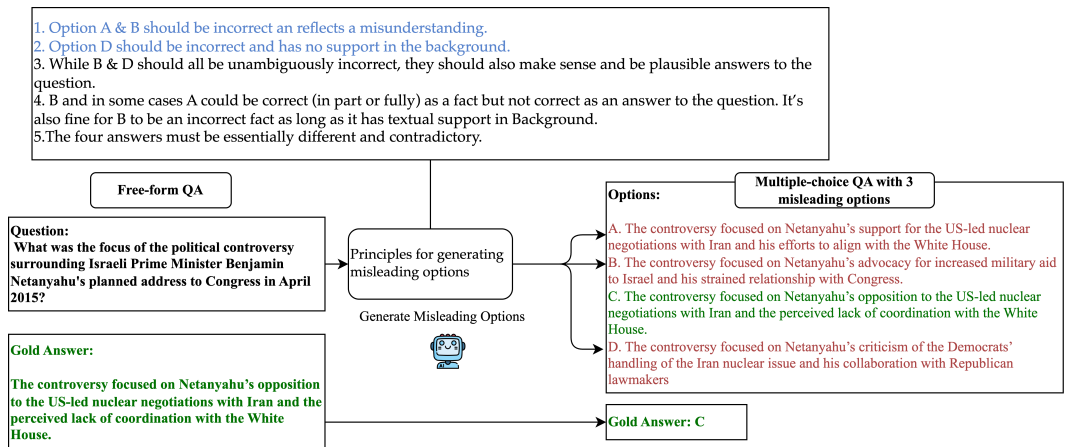 1. Option A & B should be incorrect an reflects a misunderstanding.
2. Option D should be incorrect and has no support in the background.
3. While B & D should all be unambiguously incorrect, they should also make sense and be plausible answers to the
question.
4. B and in some cases A could be correct (in part or fully) as a fact but not correct as an answer to the question. It's
also fine for B to be an incorrect fact as long as it has textual support in Background.
5.The four answers must be essentially different and contradictory.
Free-form QA
Question:
What was the focus of the political controversy
surrounding Israeli Prime Minister Benjamin
Netanyahu's planned address to Congress in April
2015?
Gold Answer:
The controversy focused on Netanyahu's opposition
to the US-led nuclear negotiations with Iran and the
perceived lack of coordination with the White
House.
Principles for generating
misleading options
Generate Misleading Options
AI
Multiple-choice QA with 3
misleading options
Options:
A. The controversy focused on Netanyahu's support for the US-led nuclear
negotiations with Iran and his efforts to align with the White House.
B. The controversy focused on Netanyahu's advocacy for increased military aid
to Israel and his strained relationship with Congress.
C. The controversy focused on Netanyahu's opposition to the US-led nuclear
negotiations with Iran and the perceived lack of coordination with the White
House.
D. The controversy focused on Netanyahu's criticism of the Democrats'
handling of the Iran nuclear issue and his collaboration with Republican
lawmakers
Gold Answer: C